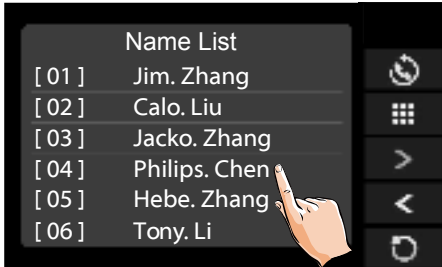 Name List
[ 01 ] Jim. Zhang
[ 02 ] Calo. Liu
[ 03 ] Jacko. Zhang
[ 04 ] Philips. Chen
[ 05 ] Hebe. Zhang
[ 06 ] Tony. Li